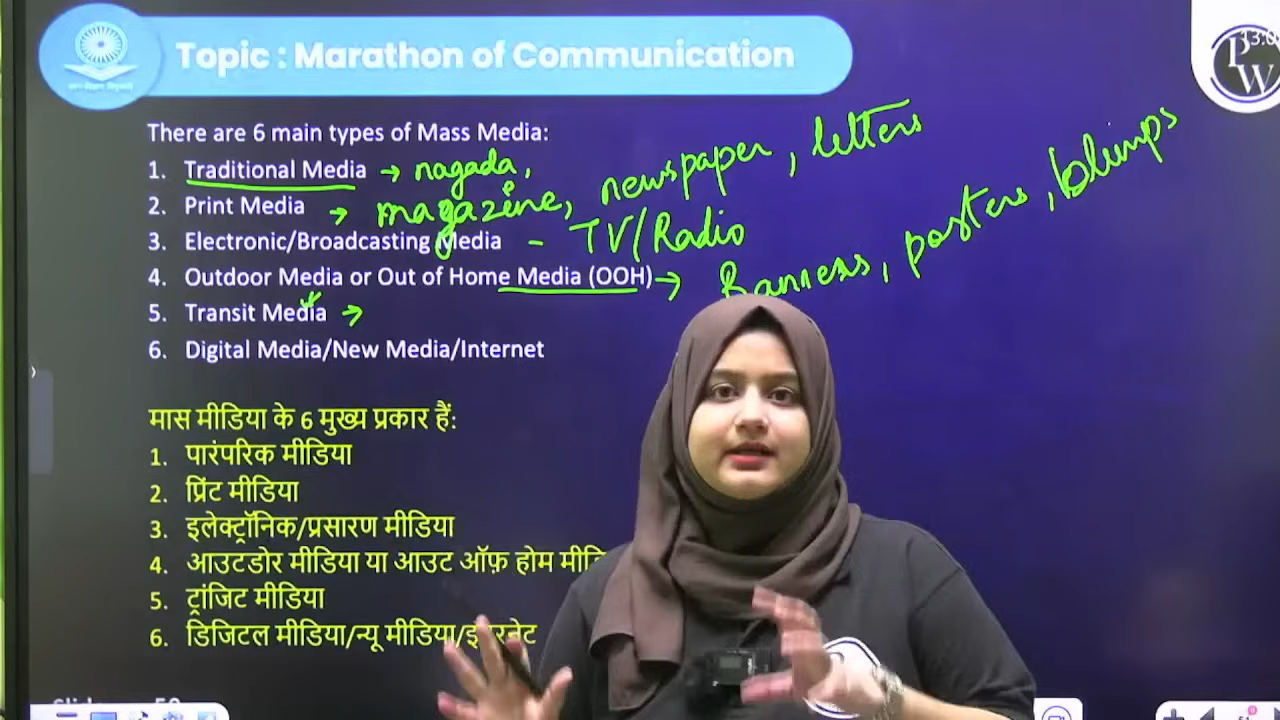 Topic : Marathon of Communication
P
W
There are 6 main types of Mass Media:
1. Traditional Media → nagada,
2. Print Media → magazine, newspaper, letters
3. Electronic/Broadcasting Media - TV/Radio
4. Outdoor Media or Out of Home Media (OOH) → Banners, posters, blimps
5. Transit Media →
6. Digital Media/New Media/Internet
मास मीडिया के 6 मुख्य प्रकार हैं:
1. पारंपरिक मीडिया
2. प्रिंट मीडिया
3. इलेक्ट्रॉनिक/प्रसारण मीडिया
4. आउटडोर मीडिया या आउट ऑफ़ होम
5. ट्रांजिट मीडिया
6. डिजिटल मीडिया/न्यू मीडिया/इंटरनेट